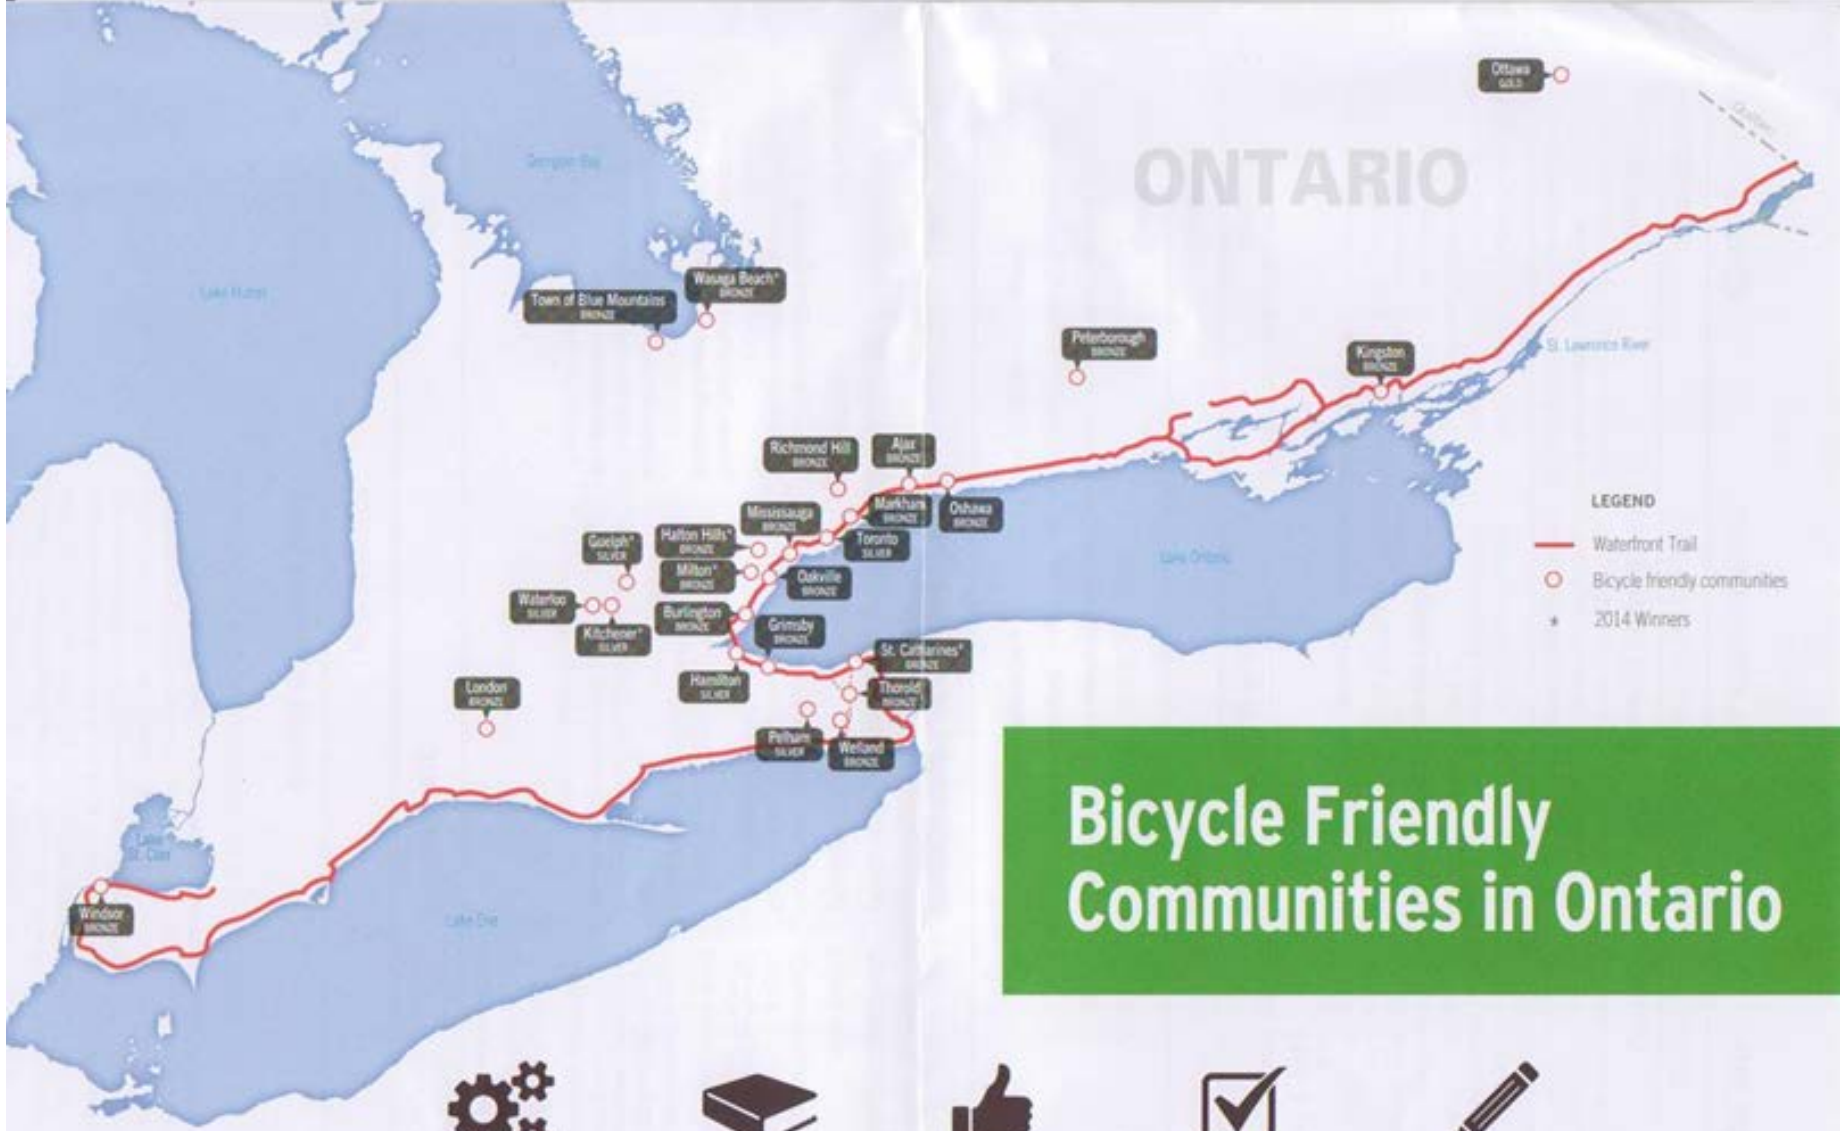 Ottawa
GOLD
Québec
ONTARIO
Georgian Bay
Lake Huron
Wasaga Beach*
BRONZE
Town of Blue Mountains
BRONZE
Peterborough
BRONZE
Kingston
BRONZE
St. Lawrence River
Richmond Hill
BRONZE
Ajax
BRONZE
Markham
BRONZE
Oshawa
BRONZE
Mississauga
BRONZE
Toronto
SILVER
Halton Hills*
BRONZE
Guelph*
SILVER
Milton*
BRONZE
Oakville
BRONZE
Lake Ontario
Waterloo
SILVER
Kitchener*
SILVER
Burlington
BRONZE
Grimsby
BRONZE
St. Catharines*
BRONZE
Hamilton
SILVER
Thorold
BRONZE
London
BRONZE
Pelham
SILVER
Welland
BRONZE
Lake
St. Clair
Windsor
BRONZE
Lake Erie
LEGEND
Waterfront Trail
Bicycle friendly communities
* 2014 Winners
Bicycle Friendly
Communities in Ontario